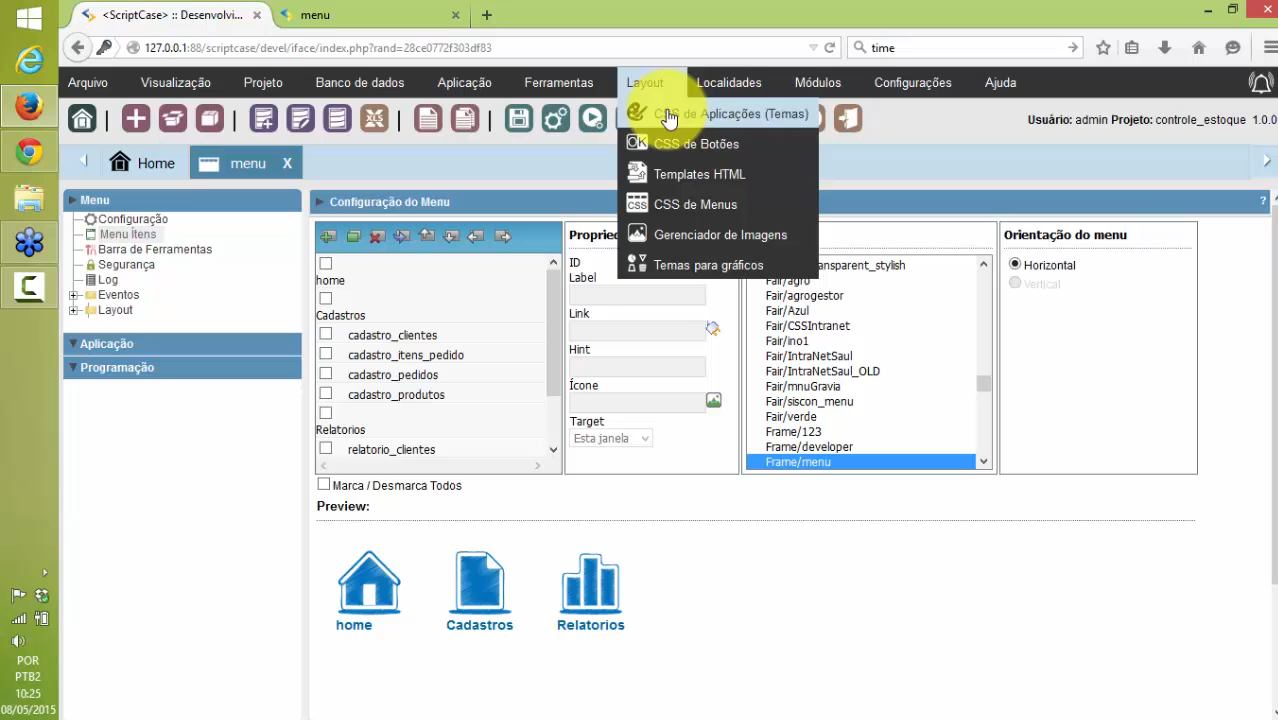 <ScriptCase> :: Desenvolvi...
menu
127.0.0.1:88/scriptcase/devel/iface/index.php?rand=28ce0772f303df83
time
Arquivo Visualização Projeto Banco de dados Aplicação Ferramentas Layout Localidades Módulos Configurações Ajuda
Usuário: admin Projeto: controle_estoque 1.0.0
Home
menu X
CSS de Aplicações (Temas)
OK CSS de Botões
Templates HTML
CSS CSS de Menus
Gerenciador de Imagens
Temas para gráficos
Menu
Configuração
Menu Itens
Barra de Ferramentas
Segurança
Log
Eventos
Layout
Aplicação
Programação
Configuração do Menu
?
home
Cadastros
cadastro_clientes
cadastro_itens_pedido
cadastro_pedidos
cadastro_produtos
Relatorios
relatorio_clientes
Marca / Desmarca Todos
ID
Label
Link
Hint
Ícone
Target
Esta janela
Fair/agro
Fair/agrogestor
Fair/Azul
Fair/CSSIntranet
Fair/ino1
Fair/IntraNetSaul
Fair/IntraNetSaul_OLD
Fair/mnuGravia
Fair/siscon_menu
Fair/verde
Frame/123
Frame/developer
Frame/menu
Orientação do menu
Horizontal
Vertical
Preview:
home
Cadastros
Relatorios
POR
PTB2
10:25
08/05/2015